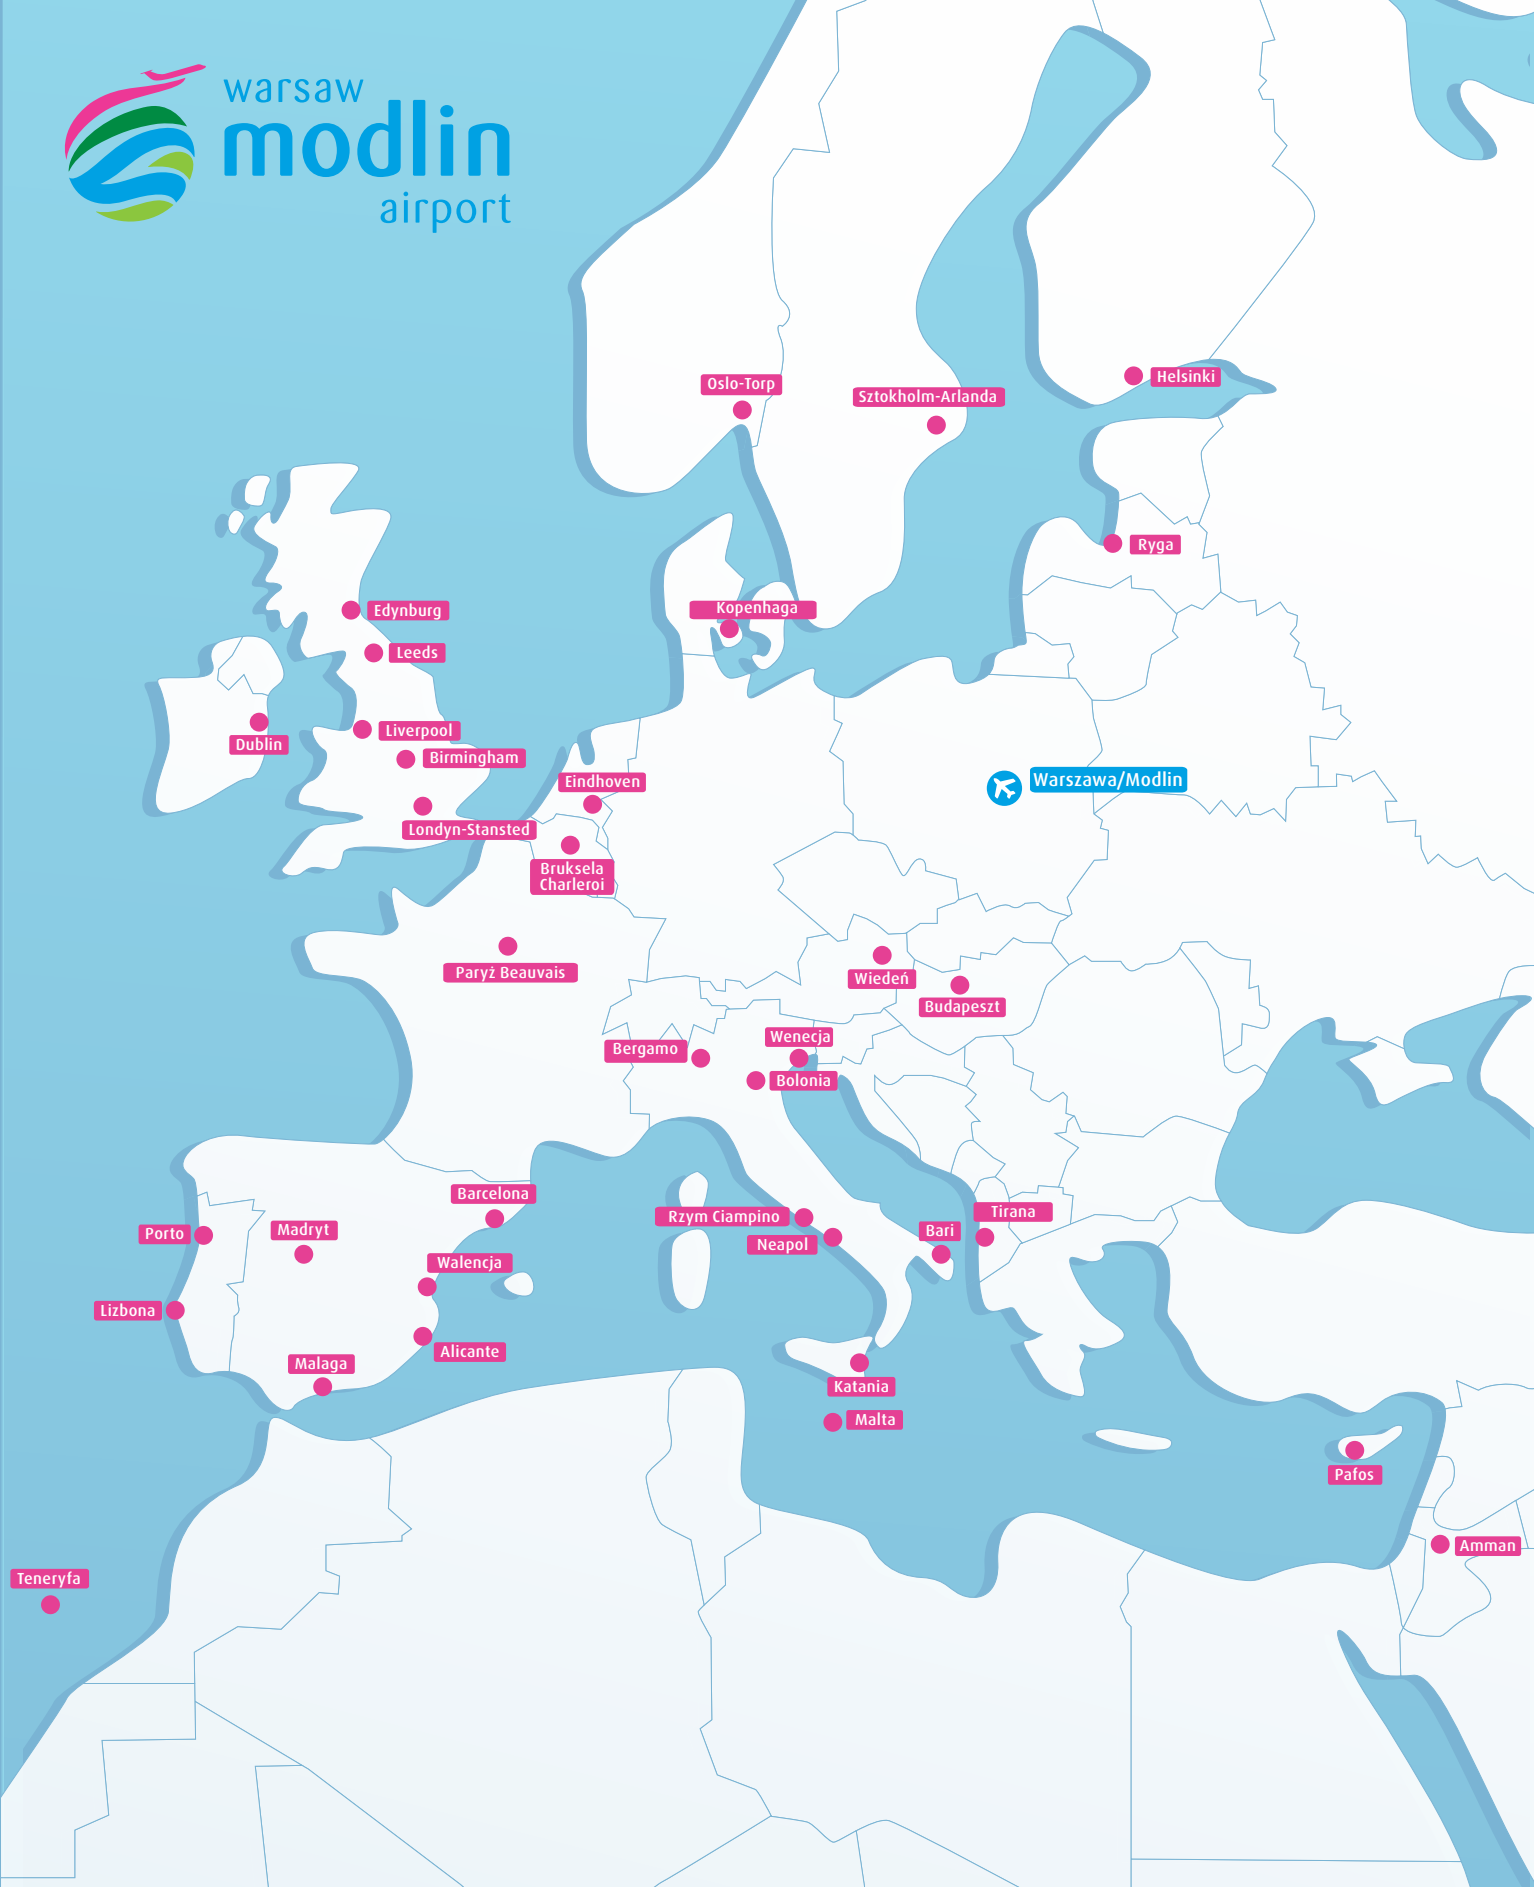 warsaw
modlin
airport
Oslo-Torp
Sztokholm-Arlanda
Helsinki
Ryga
Edynburg
Kopenhaga
Leeds
Dublin
Liverpool
Birmingham
Eindhoven
Warszawa/Modlin
Londyn-Stansted
Bruksela
Charleroi
Paryż Beauvais
Wiedeń
Budapeszt
Wenecja
Bergamo
Bolonia
Barcelona
Rzym Ciampino
Tirana
Porto
Madryt
Neapol
Bari
Walencja
Lizbona
Alicante
Malaga
Katania
Malta
Pafos
Amman
Teneryfa